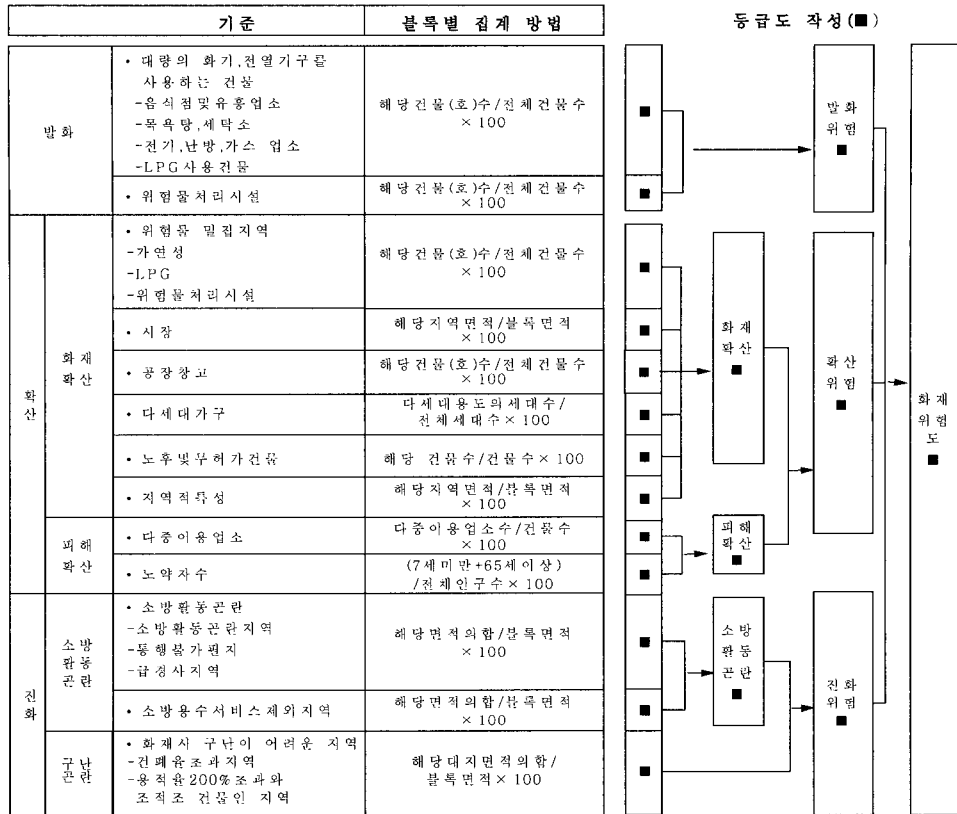 기준
블록별 집계 방법
등급도 작성(■)
발화
• 대량의 화기,전열기구를
사용하는 건물
-음식점및유흥업소
-목욕탕,세탁소
-전기,난방,가스 업소
-LPG사용건물
해당건물(호)수/전체건물수
×100
• 위험물처리시설
해당건물(호)수/전체건물수
×100
확산
화재
확산
• 위험물 밀집지역
-가연성
-LPG
-위험물처리시설
해당건물(호)수/전체건물수
×100
• 시장
해당지역면적/블록면적
×100
• 공장창고
해당건물(호)수/전체건물수
×100
• 다세대가구
다세대용도의세대수/
전체세대수×100
• 노후및무허가건물
해당 건물수/건물수×100
• 지역적특성
해당지역면적/블록면적
×100
피해
확산
• 다중이용업소
다중이용업소수/건물수
×100
• 노약자수
(7세미만+65세이상)
/전체인구수×100
진화
소방
활동
곤란
• 소방활동곤란
-소방활동곤란지역
-통행불가편지
-급경사지역
해당면적의합/블록면적
×100
• 소방용수서비스제외지역
해당면적의합/블록면적
×100
구난
곤란
• 화재시 구난이 어려운 지역
-건폐율초과지역
-용적율200%초과와
조적조 건물인 지역
해당대지면적의합/
블록면적×100
■
■
■
■
■
■
■
■
■
■
■
■
■
화재
확산
■
피해
확산■
소방
활동
곤란
■
발화
위험
■
확산
위험
■
진화
위험
■
화재
위험
도
■